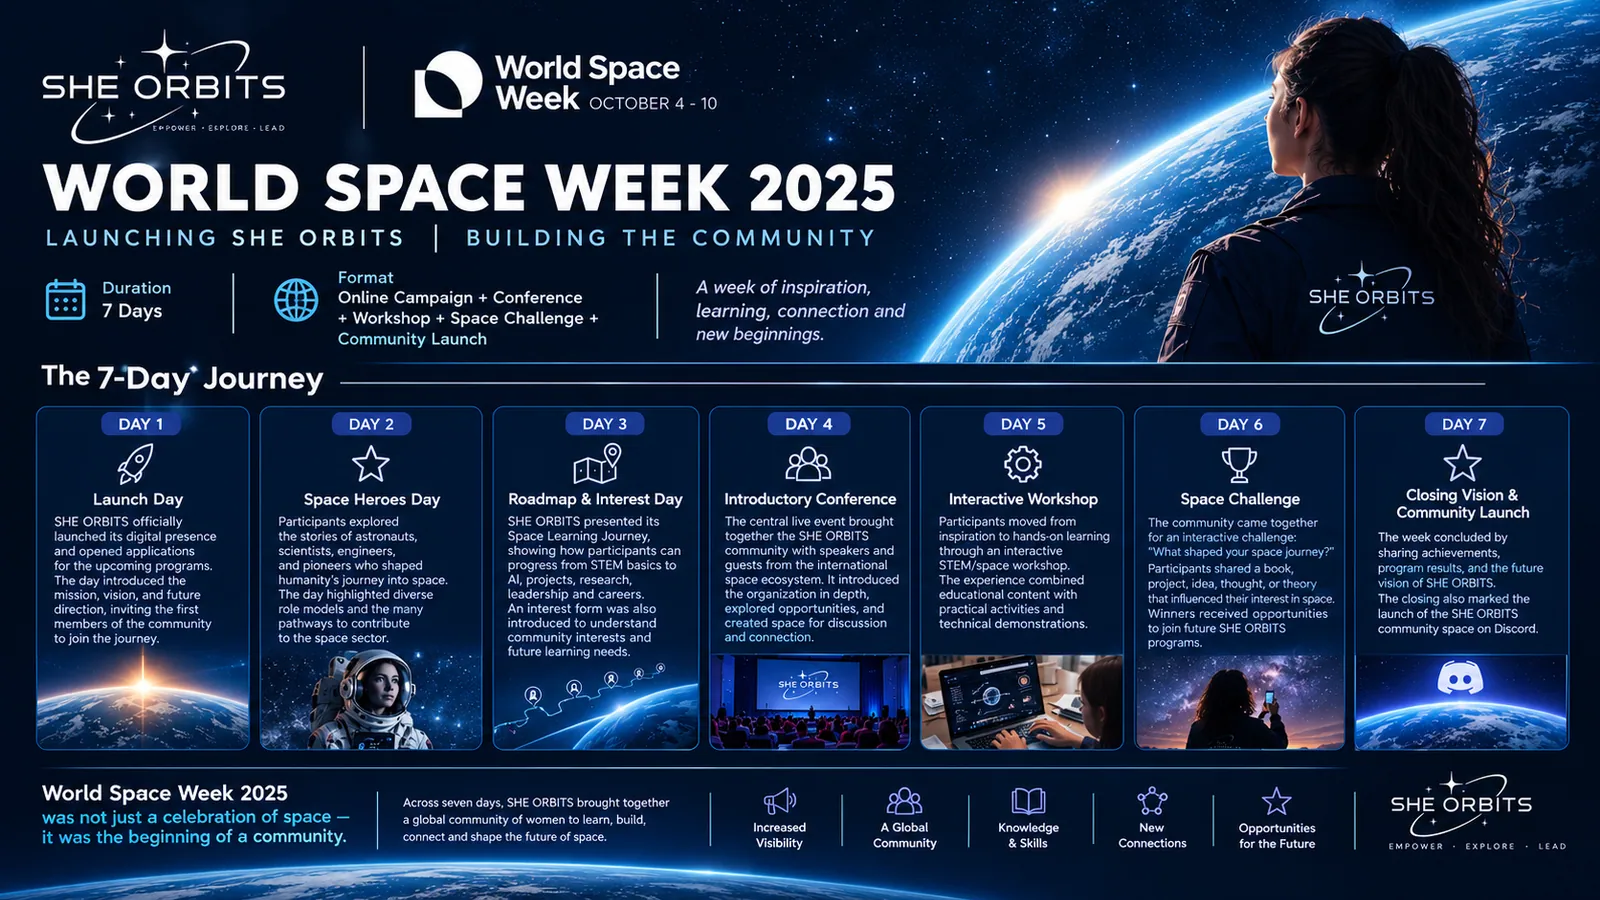 SHE ORBITS
EMPOWER · EXPLORE · LEAD
World Space
Week OCTOBER 4 - 10
WORLD SPACE WEEK 2025
LAUNCHING SHE ORBITS | BUILDING THE COMMUNITY
Duration
7 Days
Format
Online Campaign + Conference
+ Workshop + Space Challenge +
Community Launch
A week of inspiration,
learning, connection and
new beginnings.
SHE ORBITS
The 7-Day Journey
DAY 1
Launch Day
SHE ORBITS officially
launched its digital presence
and opened applications
for the upcoming programs.
The day introduced the
mission, vision, and future
direction, inviting the first
members of the community
to join the journey.
DAY 2
Space Heroes Day
Participants explored
the stories of astronauts,
scientists, engineers,
and pioneers who shaped
humanity's journey into space.
The day highlighted diverse
role models and the many
pathways to contribute
to the space sector.
DAY 3
Roadmap & Interest Day
SHE ORBITS presented its
Space Learning Journey,
showing how participants can
progress from STEM basics to
AI, projects, research,
leadership and careers.
An interest form was also
introduced to understand
community interests and
future learning needs.
DAY 4
Introductory Conference
The central live event brought
together the SHE ORBITS
community with speakers and
guests from the international
space ecosystem. It introduced
the organization in depth,
explored opportunities, and
created space for discussion
and connection.
SHE ORBITS
DAY 5
Interactive Workshop
Participants moved from
inspiration to hands-on learning
through an interactive
STEM/space workshop.
The experience combined
educational content with
practical activities and
technical demonstrations.
DAY 6
Space Challenge
The community came together
for an interactive challenge:
"What shaped your space journey?"
Participants shared a book,
project, idea, thought, or theory
that influenced their interest in space.
Winners received opportunities
to join future SHE ORBITS
programs.
DAY 7
Closing Vision &
Community Launch
The week concluded by
sharing achievements,
program results, and the future
vision of SHE ORBITS.
The closing also marked the
launch of the SHE ORBITS
community space on Discord.
World Space Week 2025
was not just a celebration of space —
it was the beginning of a community.
Across seven days, SHE ORBITS brought together
a global community of women to learn, build,
connect and shape the future of space.
Increased
Visibility
A Global
Community
Knowledge
& Skills
New
Connections
Opportunities
for the Future
SHE ORBITS
EMPOWER · EXPLORE · LEAD